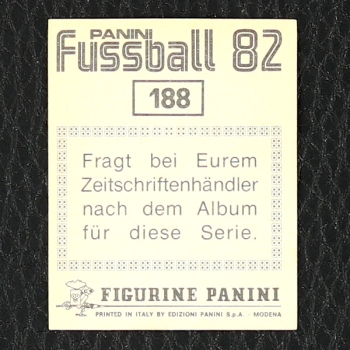 PANINI
Fussball 82
188
Fragt bei Eurem
Zeitschriftenhändler
nach dem Album
für diese Serie.
FIGURINE PANINI
PRINTED IN ITALY BY EDIZIONI PANINI S.p.A. - MODENA